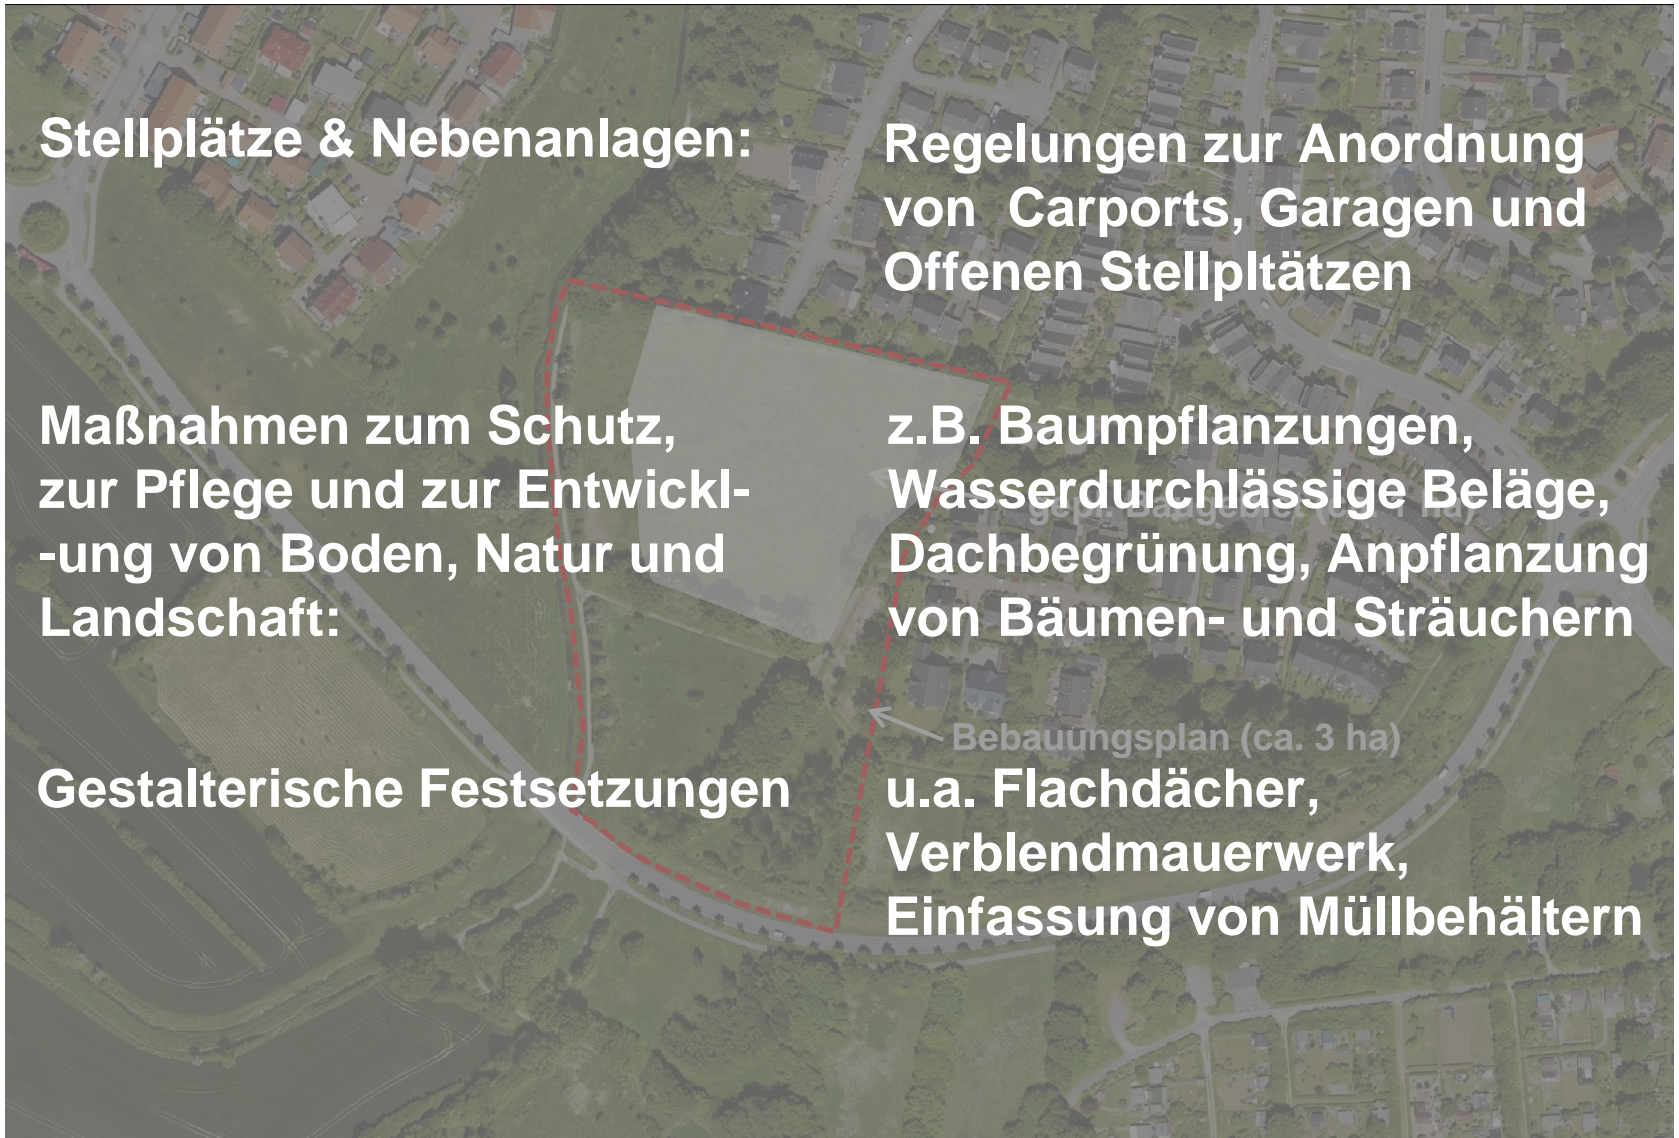 Stellplätze & Nebenanlagen:
Regelungen zur Anordnung
von Carports, Garagen und
Offenen Stellpltätzen
Maßnahmen zum Schutz,
zur Pflege und zur Entwickl-
-ung von Boden, Natur und
Landschaft:
z.B. Baumpflanzungen,
Wasserdurchlässige Beläge,
Dachbegrünung, Anpflanzung
von Bäumen- und Sträuchern
Bebauungsplan (ca. 3 ha)
Gestalterische Festsetzungen
u.a. Flachdächer,
Verblendmauerwerk,
Einfassung von Müllbehältern